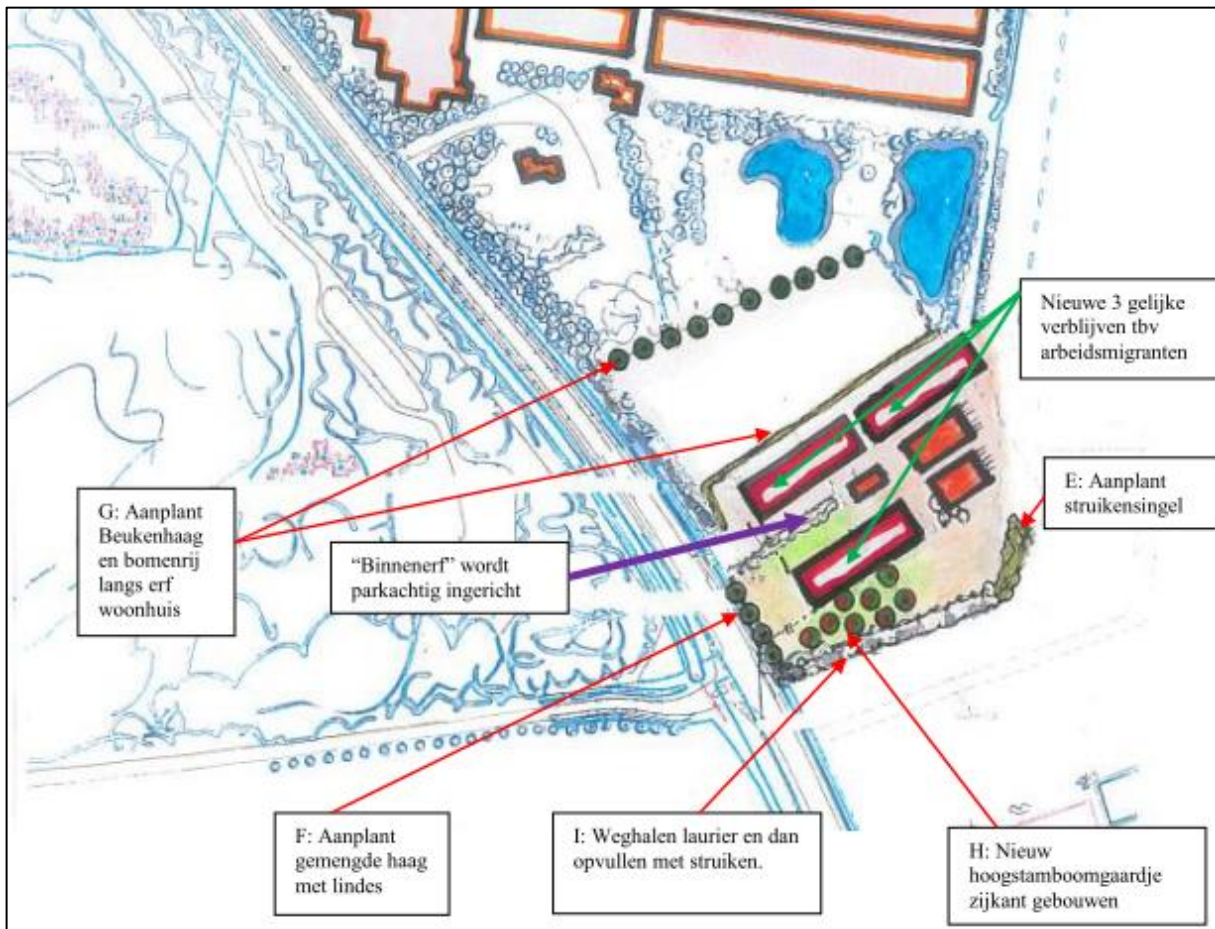 Nieuwe 3 gelijke
verblijven tbv
arbeidsmigranten
E: Aanplant
struikensingel
G: Aanplant
Beukenhaag
en bomenrij
langs erf
woonhuis
“Binnenerf” wordt
parkachtig ingericht
F: Aanplant
gemengde haag
met lindes
I: Weghalen laurier en dan
opvullen met struiken.
H: Nieuw
hoogstamboomgaardje
zijkant gebouwen